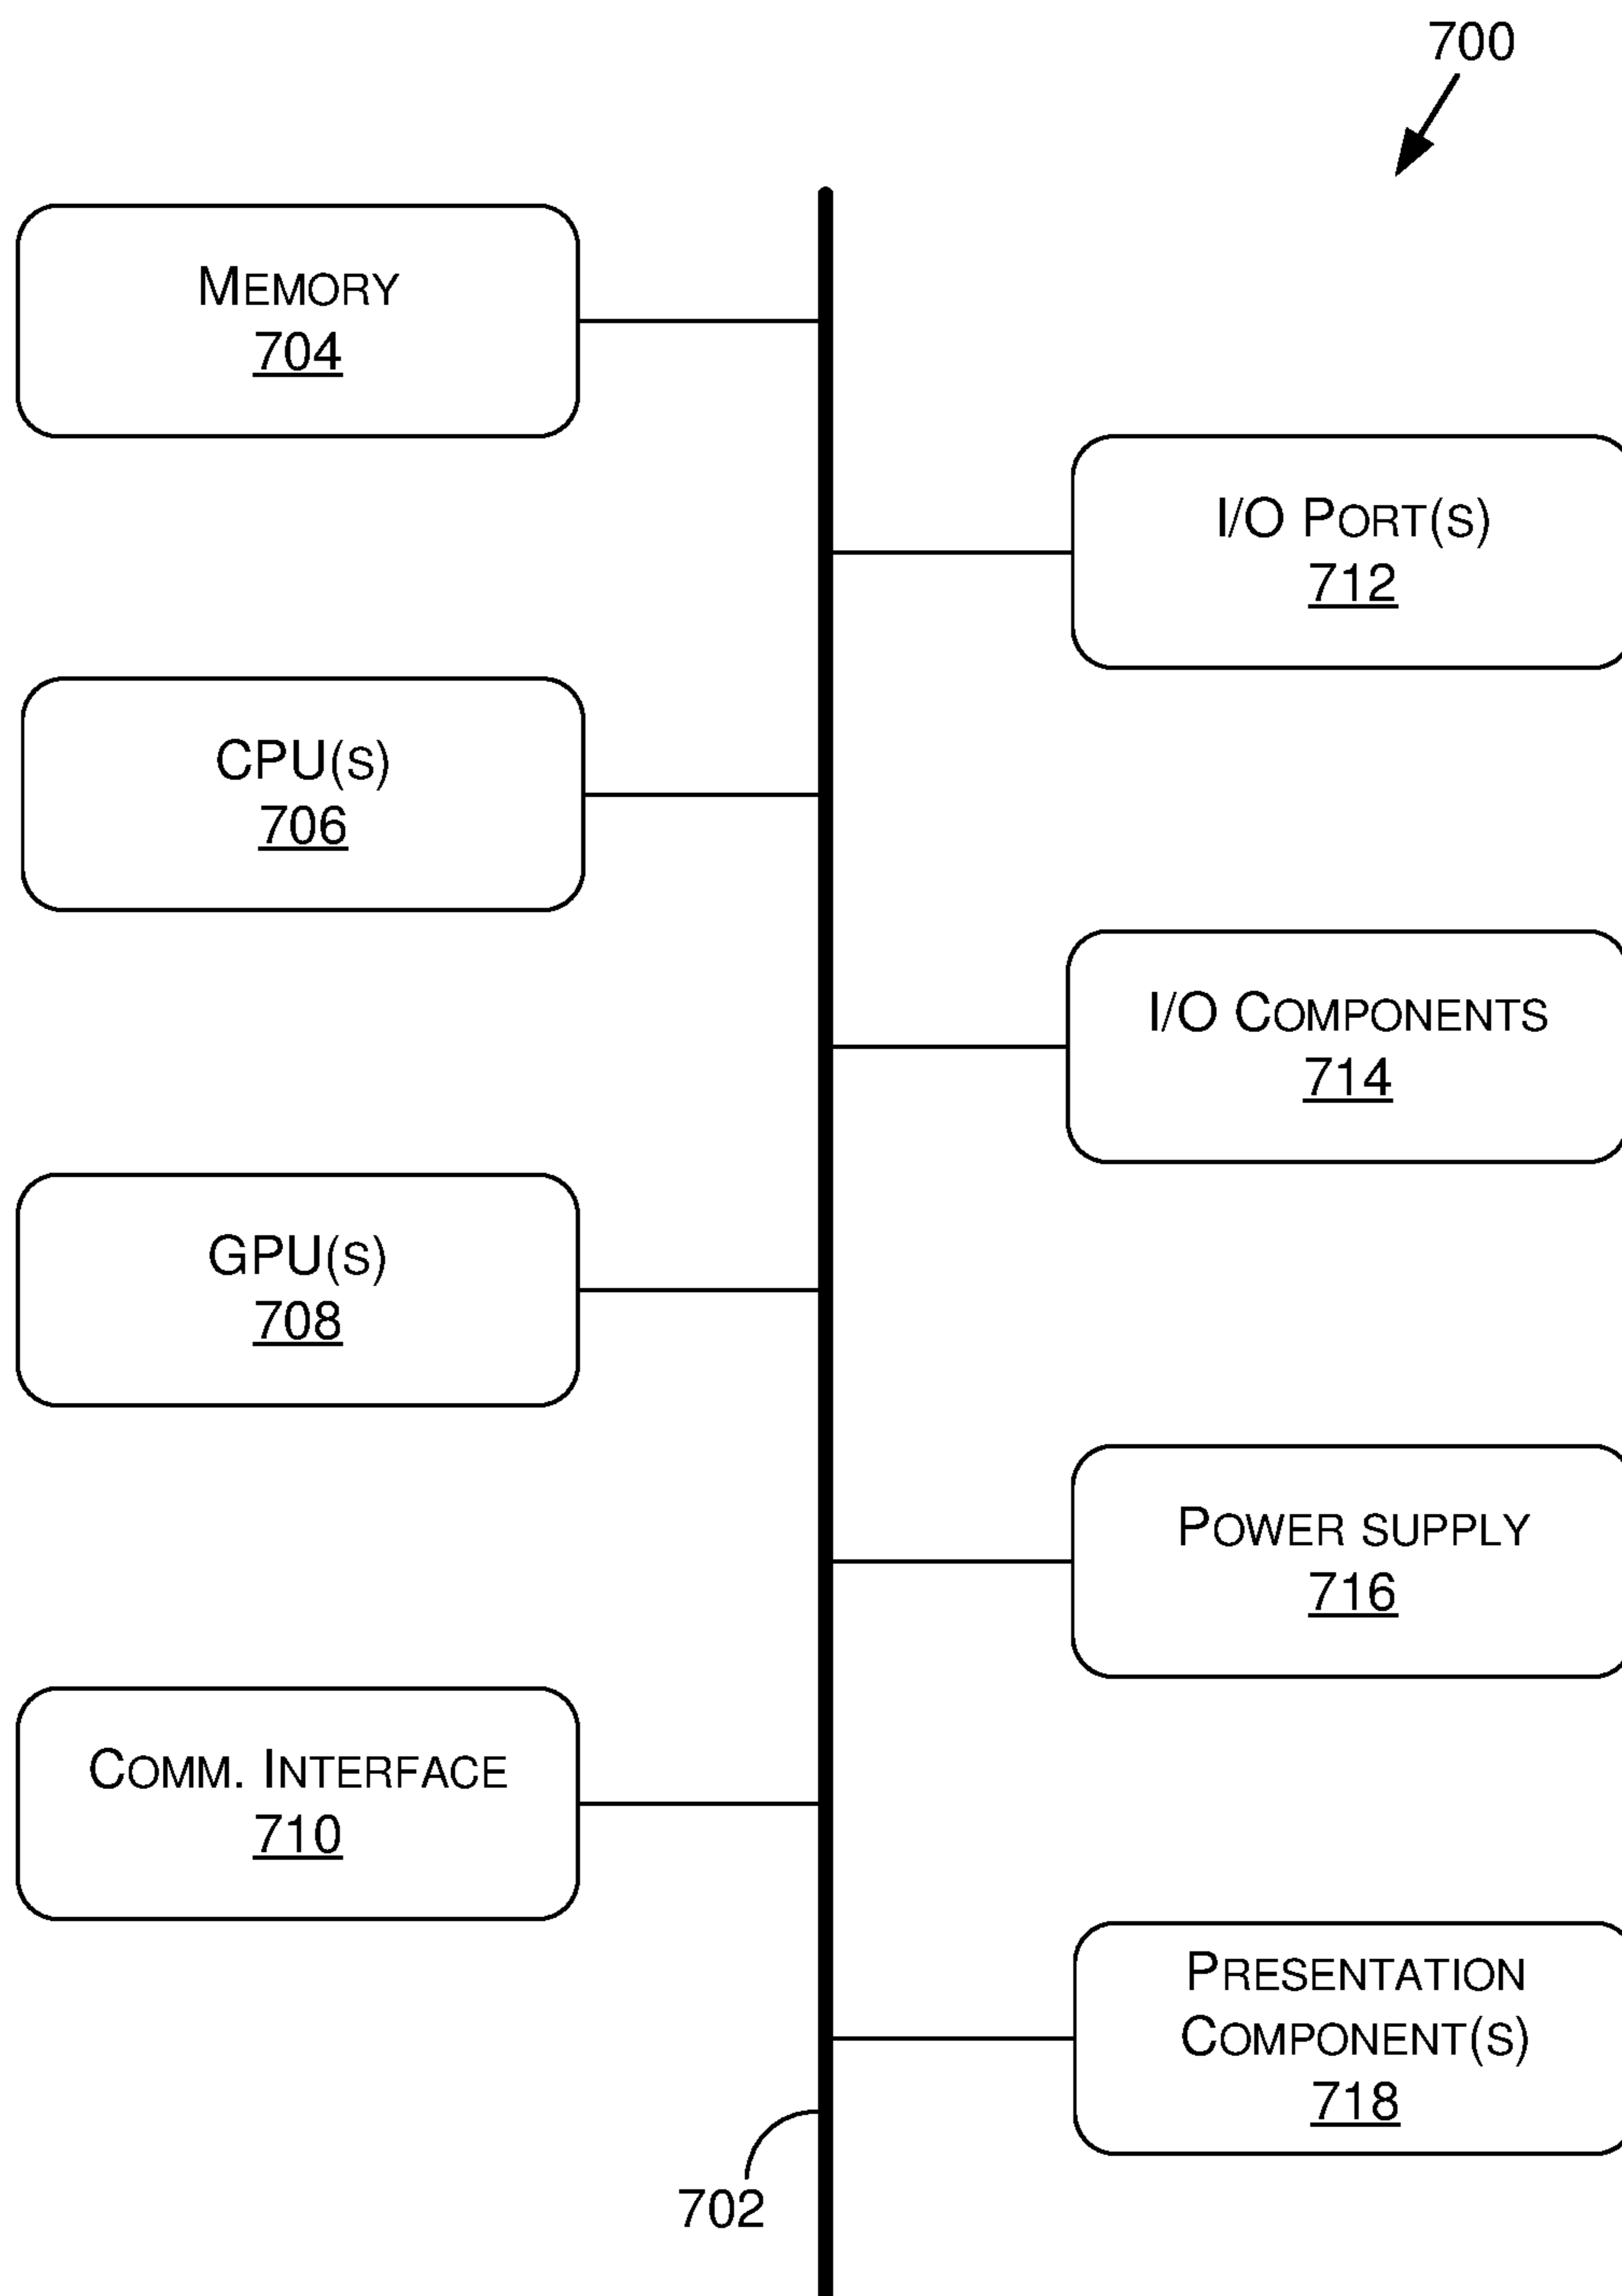 700
MEMORY
704
I/O PORT(S)
712
CPU(S)
706
I/O COMPONENTS
714
GPU(S)
708
POWER SUPPLY
716
COMM. INTERFACE
710
PRESENTATION
COMPONENT(S)
718
702